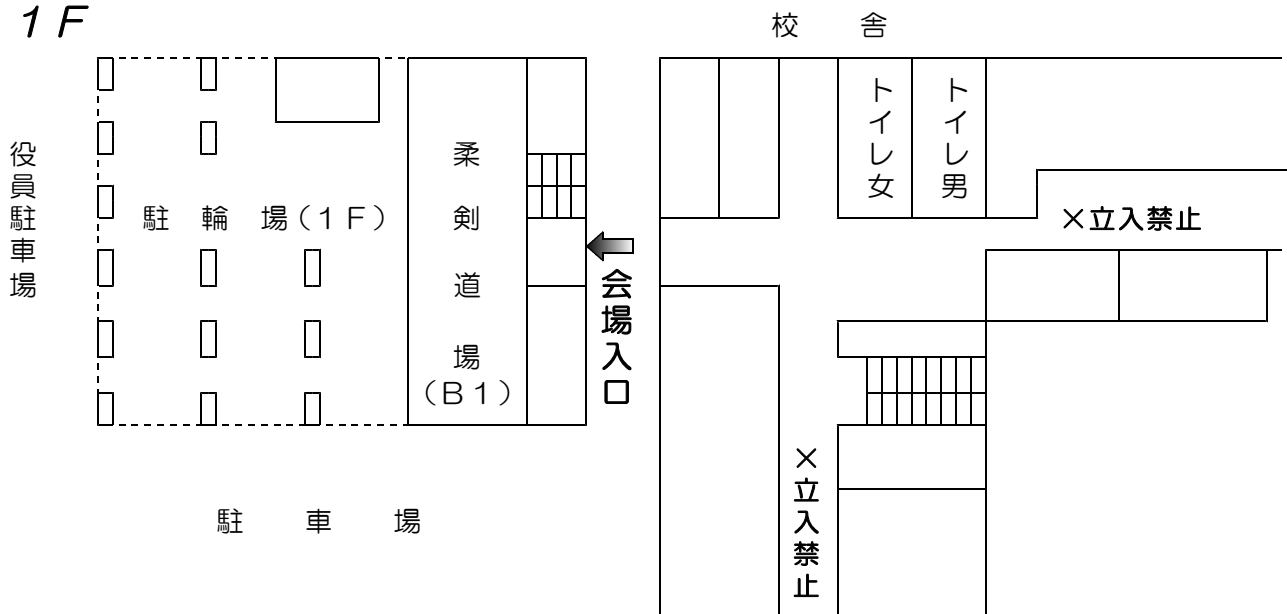 1F
校舎
役員駐車場
駐輪場(1F)
柔剣道場
(B1)
会場入口
トイレ女
トイレ男
×立入禁止
×立入禁止
駐車場